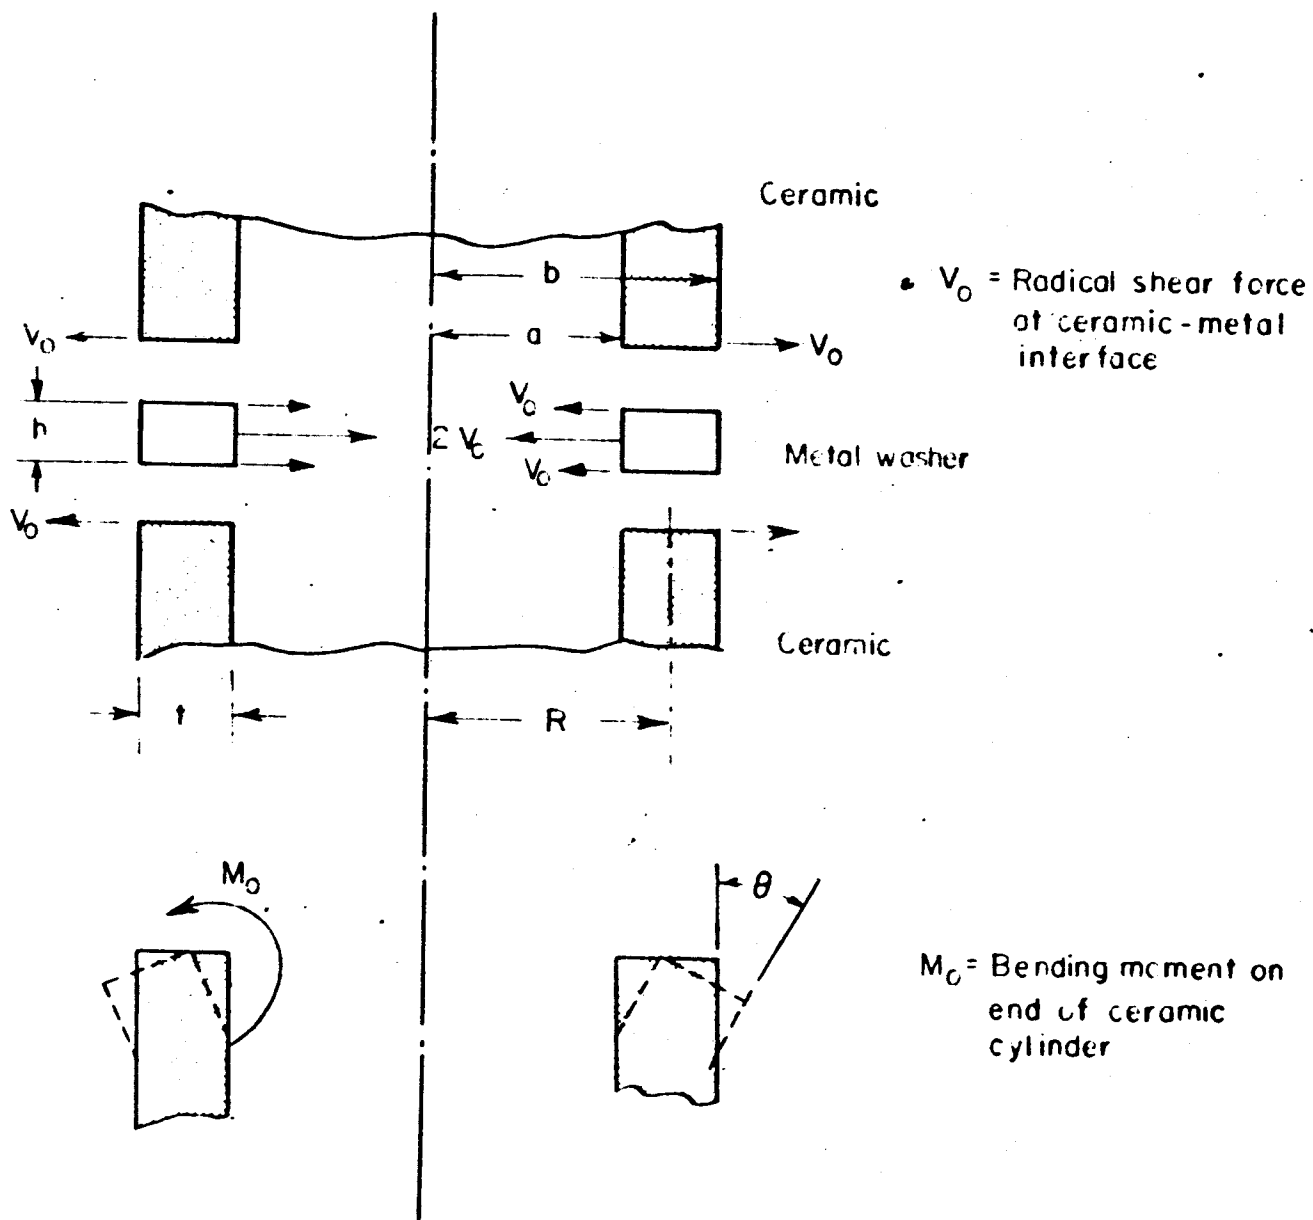 Ceramic
b
V₀ = Radical shear force
at ceramic-metal
interface
V₀
a
V₀
V₀
h
2 V₀
Metal washer
V₀
V₀
Ceramic
t
R
M₀
θ
M₀ = Bending moment on
end of ceramic
cylinder